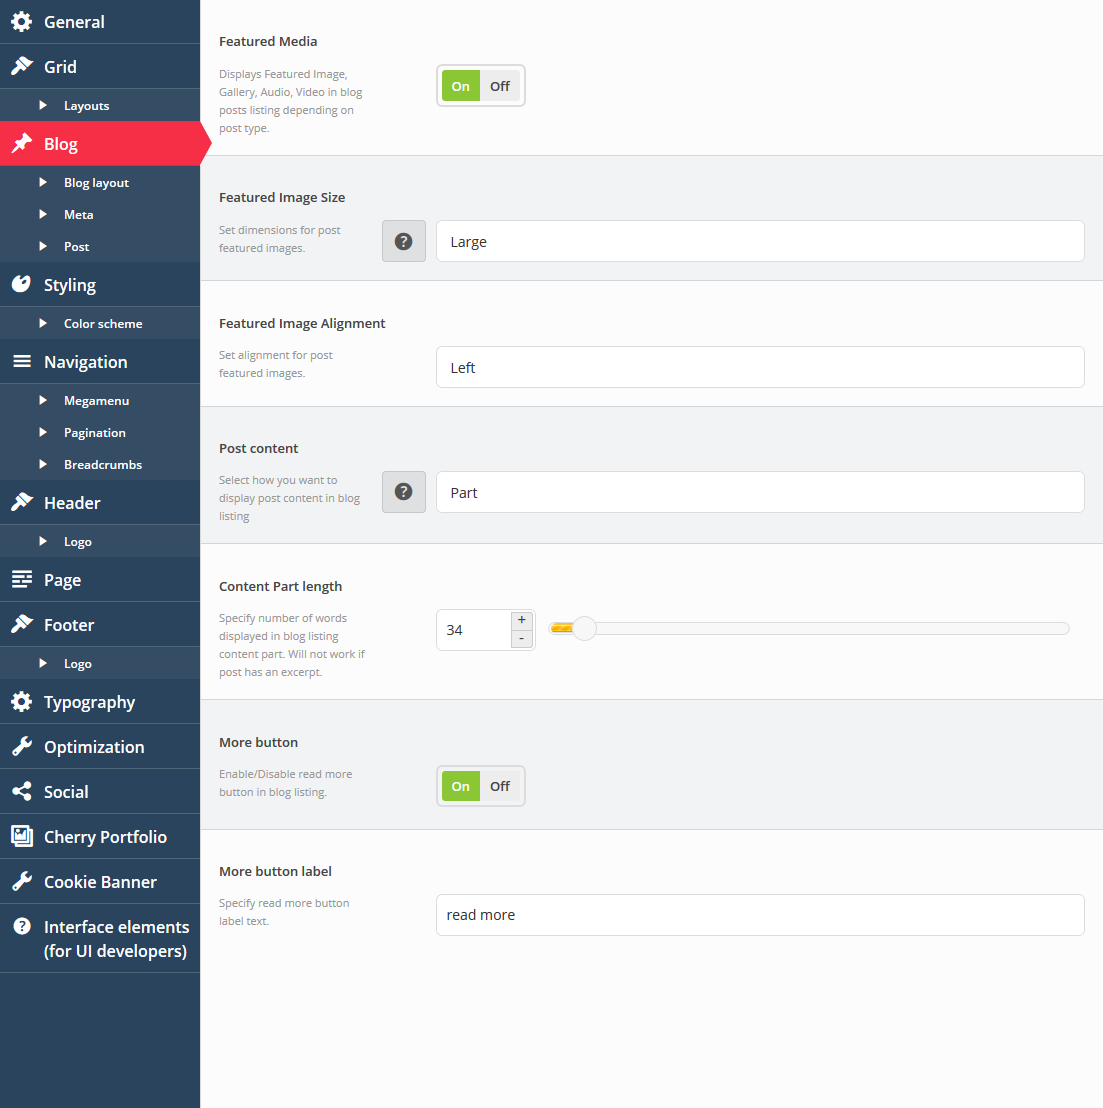 General
Grid
Layouts
Blog
Blog layout
Meta
Post
Styling
Color scheme
Navigation
Megamenu
Pagination
Breadcrumbs
Header
Logo
Page
Footer
Logo
Typography
Optimization
Social
Cherry Portfolio
Cookie Banner
Interface elements
(for UI developers)
Featured Media
Displays Featured Image,
Gallery, Audio, Video in blog
posts listing depending on
post type.
On Off
Featured Image Size
Set dimensions for post
featured images.
?
Large
Featured Image Alignment
Set alignment for post
featured images.
Left
Post content
Select how you want to
display post content in blog
listing
?
Part
Content Part length
Specify number of words
displayed in blog listing
content part. Will not work if
post has an excerpt.
34
+
-
More button
Enable/Disable read more
button in blog listing.
On Off
More button label
Specify read more button
label text.
read more